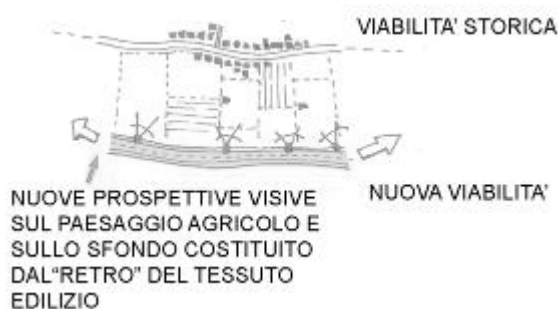 VIABILITA' STORICA
NUOVA VIABILITA'
NUOVE PROSPETTIVE VISIVE
SUL PAESAGGIO AGRICOLO E
SULLO SFONDO COSTITUITO
DAL"RETRO" DEL TESSUTO
EDILIZIO